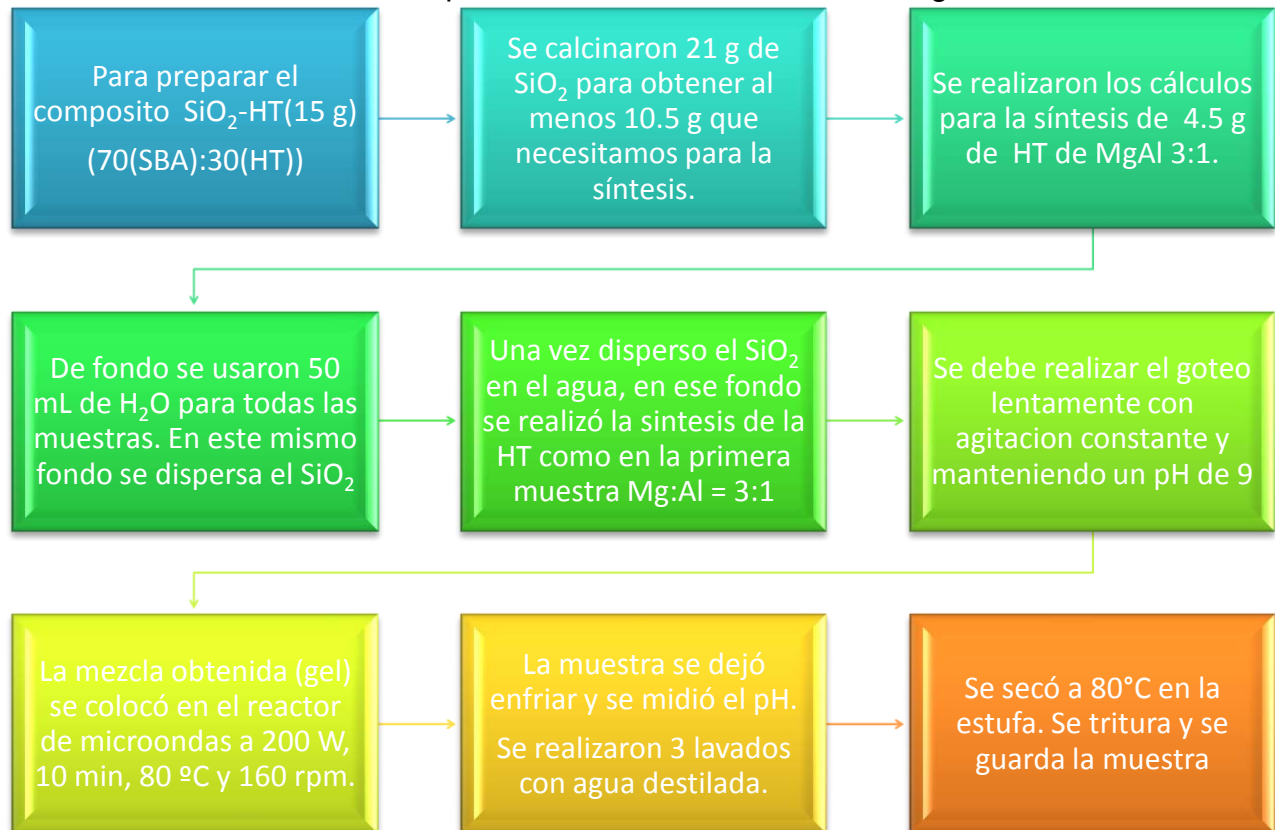 Para preparar el
composito SiO₂-HT(15 g)
(70(SBA):30(HT))
Se calcinaron 21 g de
SiO₂ para obtener al
menos 10.5 g que
necesitamos para la
síntesis.
Se realizaron los cálculos
para la síntesis de 4.5 g
de HT de MgAl 3:1.
De fondo se usaron 50
mL de H₂O para todas las
muestras. En este mismo
fondo se dispersa el SiO₂
Una vez disperso el SiO₂
en el agua, en ese fondo
se realizó la sintesis de la
HT como en la primera
muestra Mg:Al = 3:1
Se debe realizar el goteo
lentamente con
agitacion constante y
manteniendo un pH de 9
La mezcla obtenida (gel)
se colocó en el reactor
de microondas a 200 W,
10 min, 80 ºC y 160 rpm.
La muestra se dejó
enfriar y se midió el pH.
Se realizaron 3 lavados
con agua destilada.
Se secó a 80°C en la
estufa. Se tritura y se
guarda la muestra